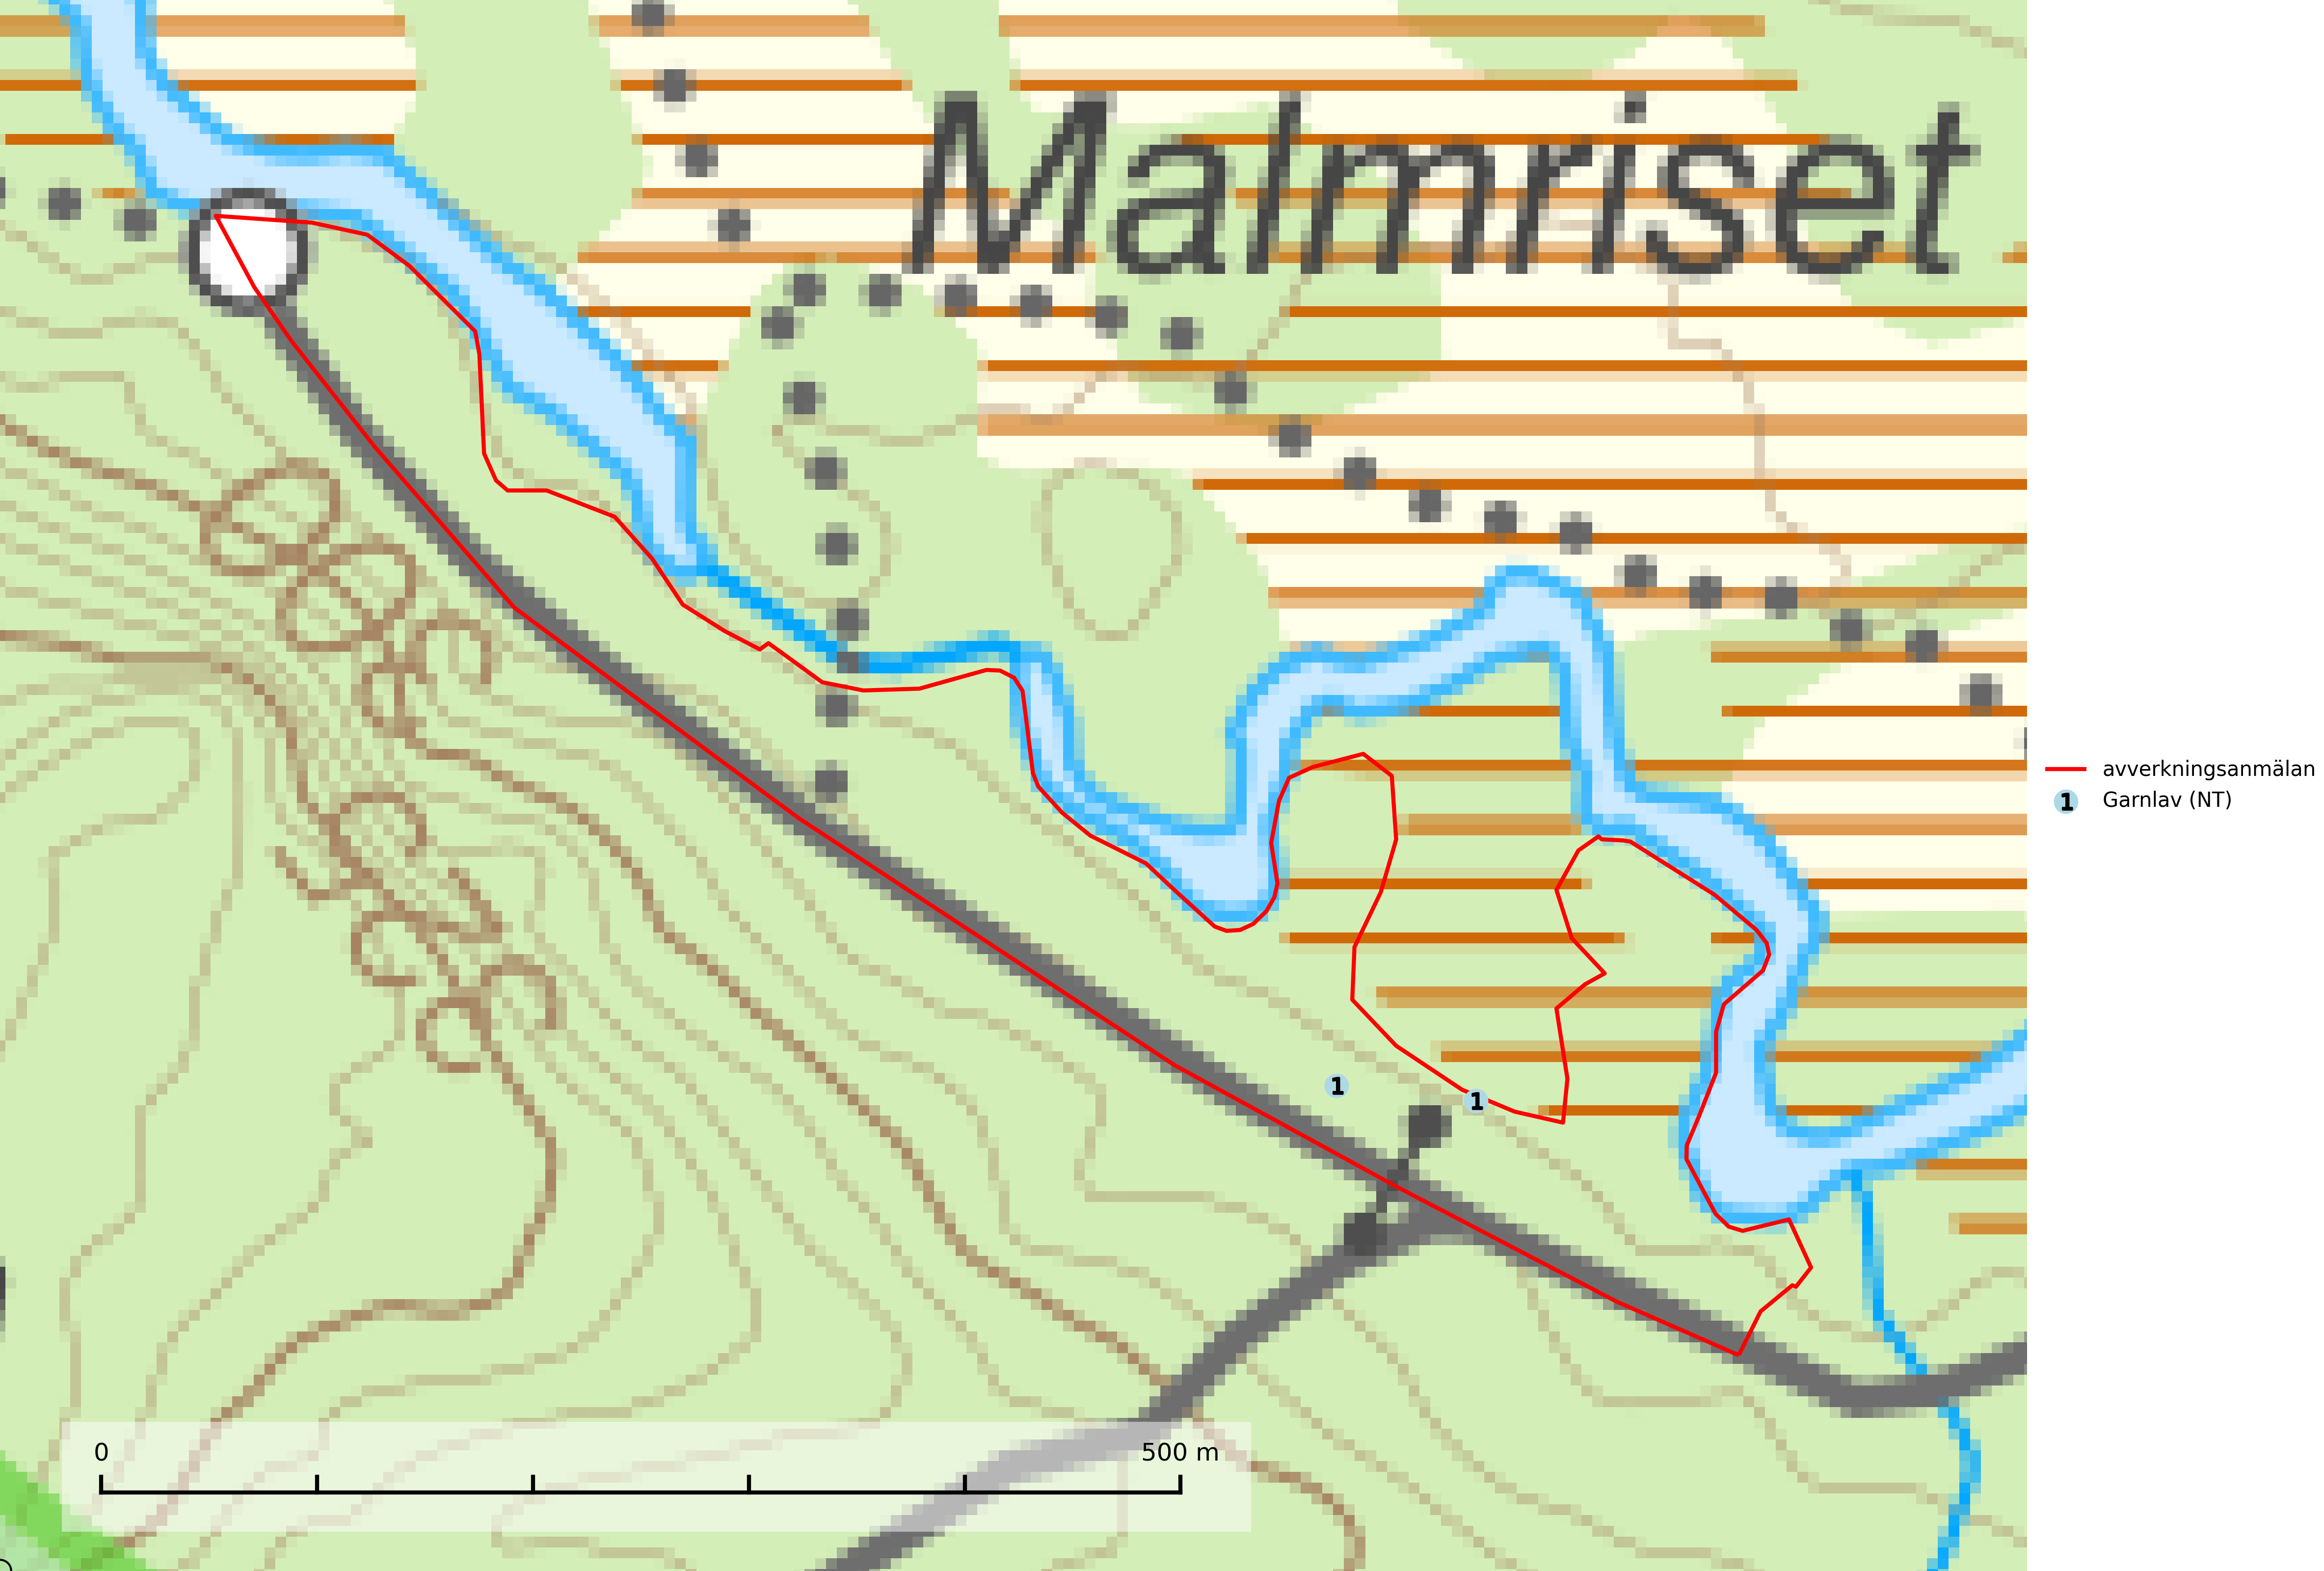 Malmriset
avverkningsanmälan
1 Garnlav (NT)
1
1
0 500 m